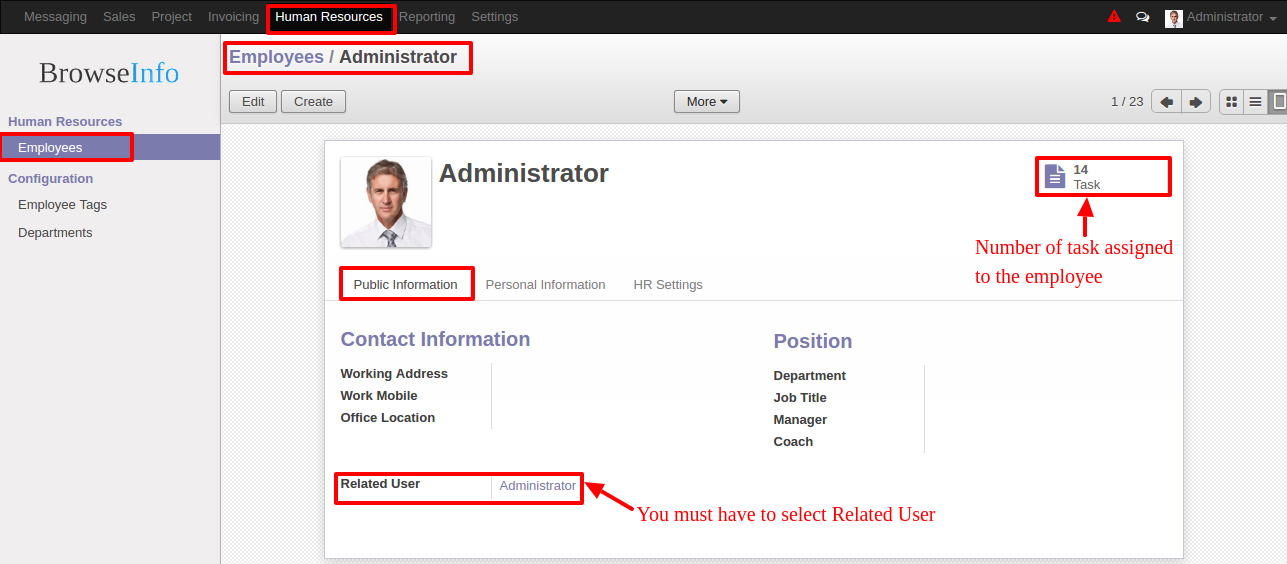 Messaging Sales Project Invoicing Human Resources Reporting Settings Administrator
BrowseInfo
Human Resources
Employees
Configuration
Employee Tags
Departments
Employees / Administrator
Edit Create More 1 / 23
Administrator
14
Task
Number of task assigned
to the employee
Public Information Personal Information HR Settings
Contact Information
Working Address
Work Mobile
Office Location
Position
Department
Job Title
Manager
Coach
Related User Administrator
You must have to select Related User